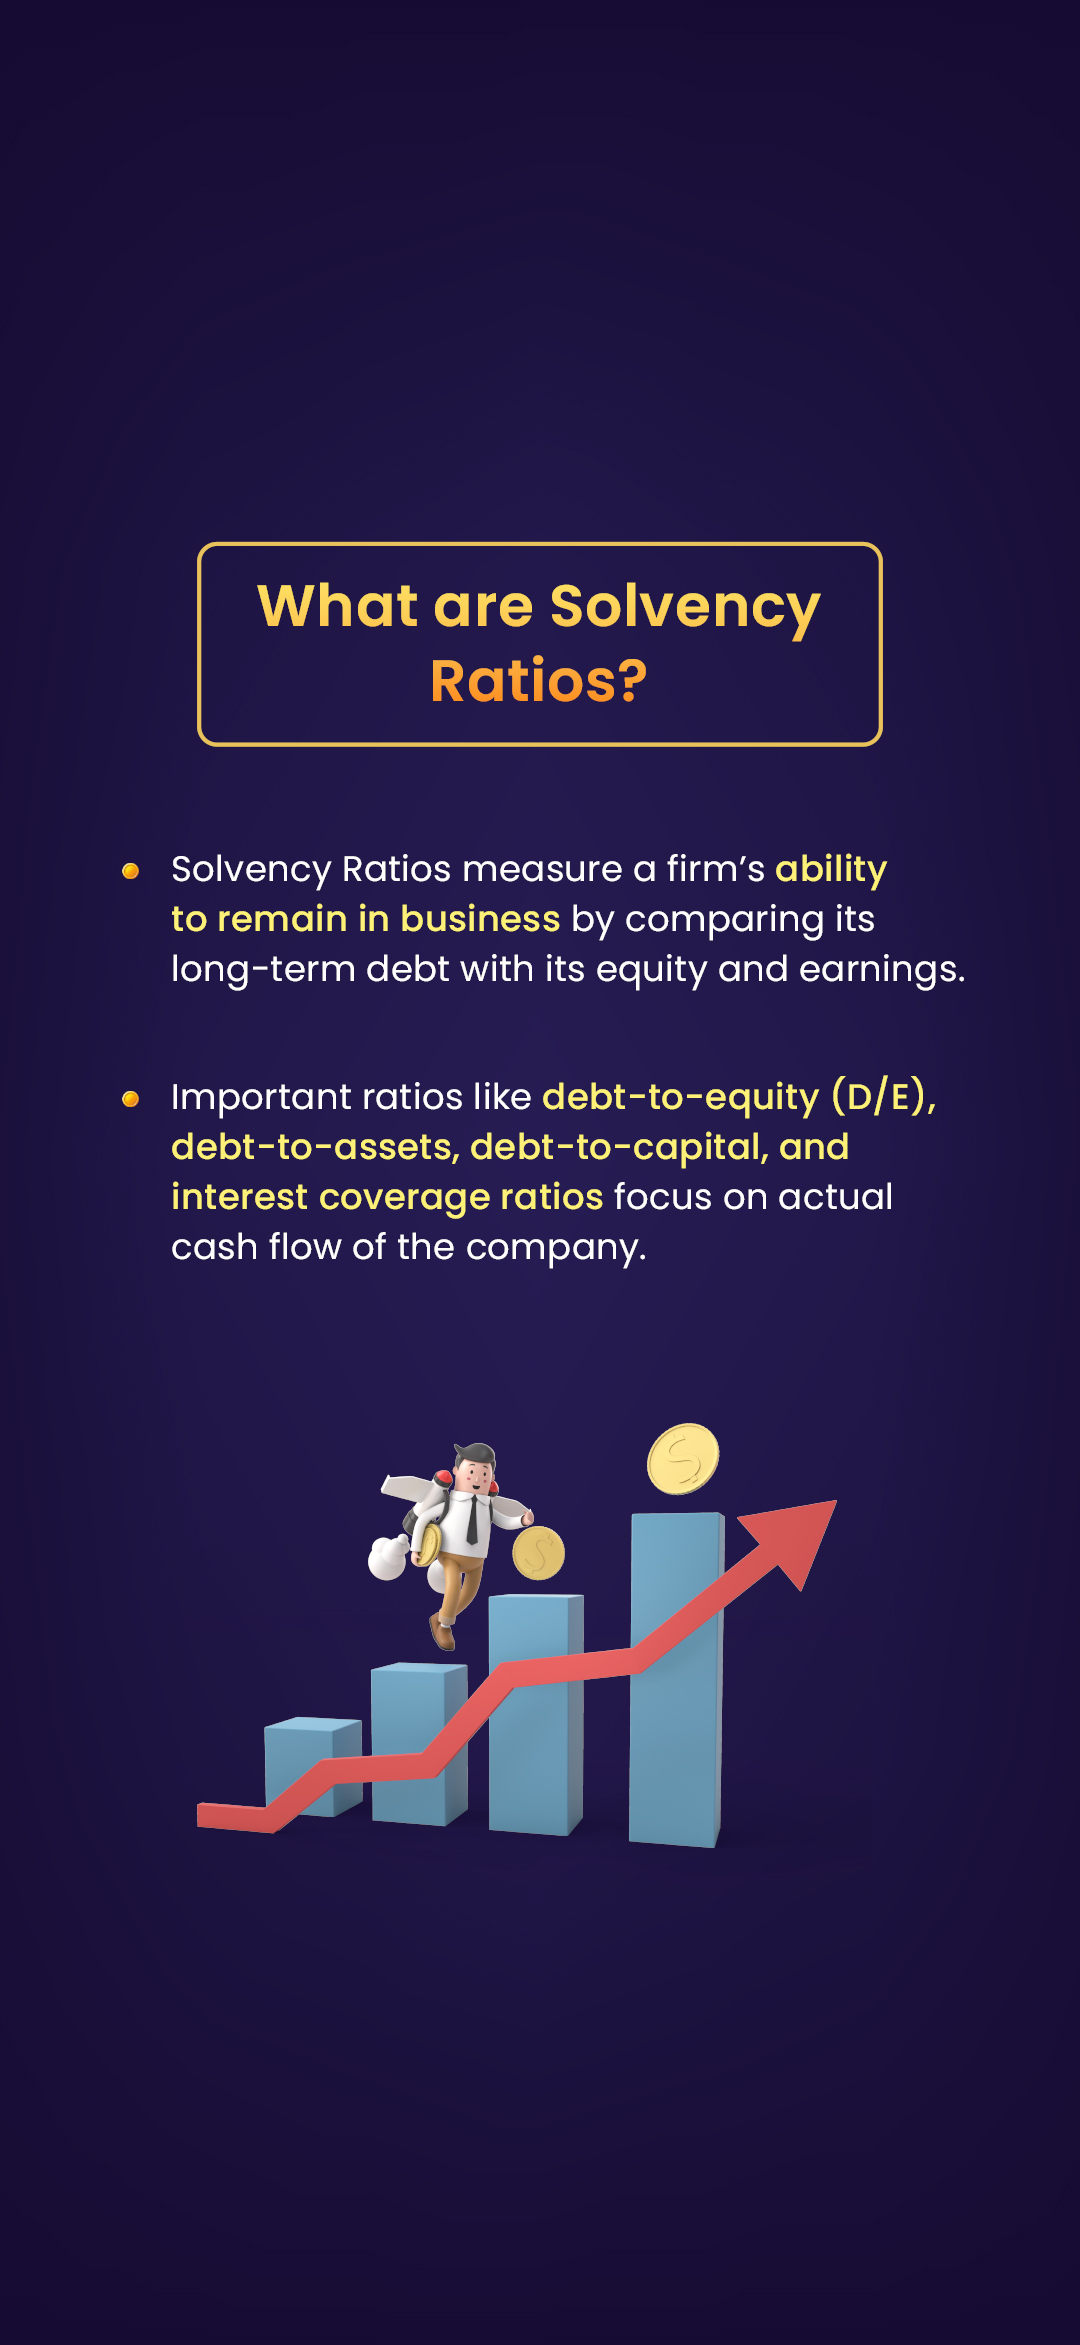 What are Solvency
Ratios?
Solvency Ratios measure a firm’s ability
to remain in business by comparing its
long-term debt with its equity and earnings.
Important ratios like debt-to-equity (D/E),
debt-to-assets, debt-to-capital, and
interest coverage ratios focus on actual
cash flow of the company.